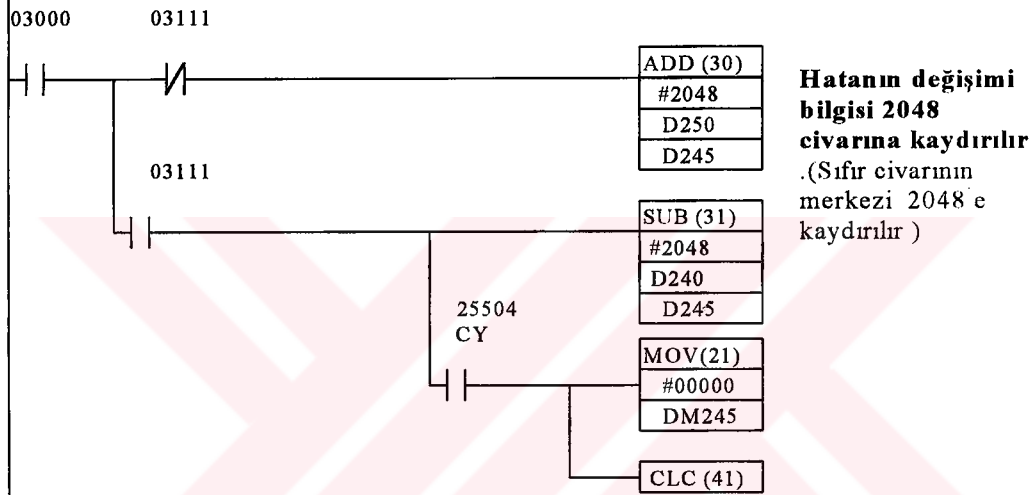 03000
03111
ADD (30)
#2048
D250
D245
Hatanın değişimi
bilgisi 2048
civarına kaydırılır
.(Sıfır civarının
merkezi 2048 e
kaydırılır )
03111
SUB (31)
#2048
D240
D245
25504
CY
MOV(21)
#00000
DM245
CLC (41)